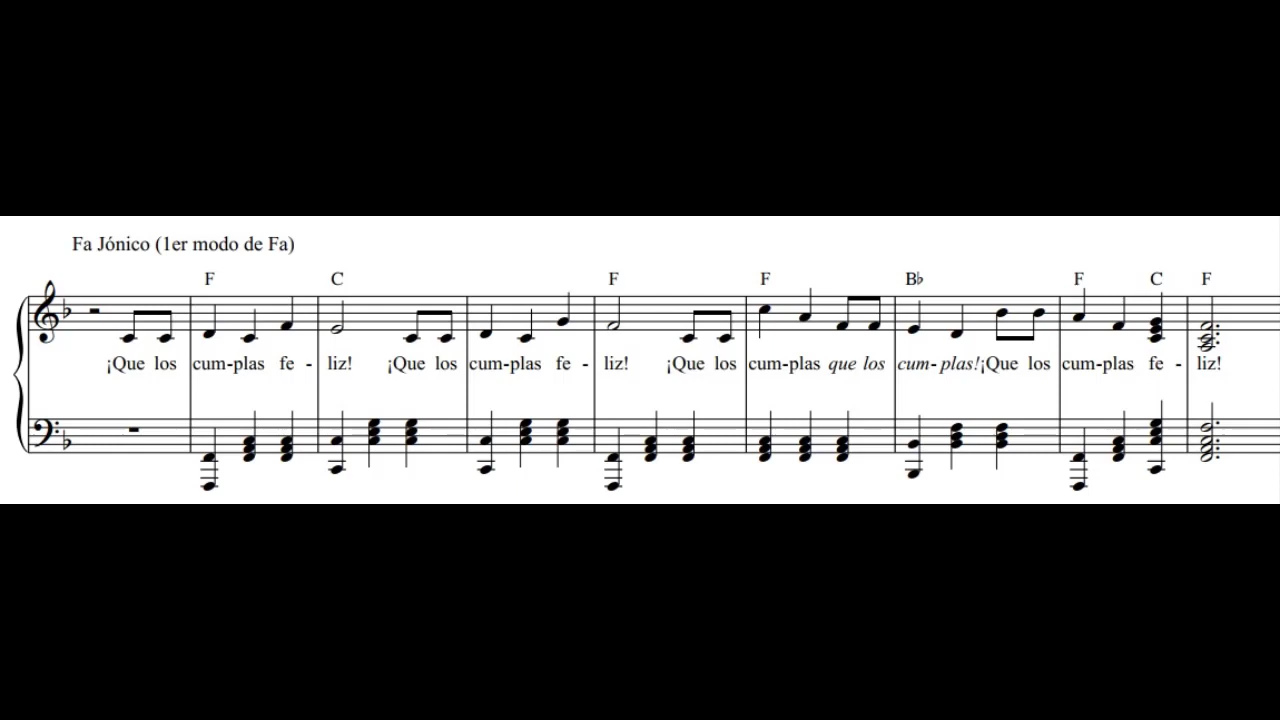 Fa Jónico (1er modo de Fa)
F C F F B♭ F C F
¡Que los cum-plas fe - liz! ¡Que los cum-plas fe - liz! ¡Que los cum-plas que los cum-plas!¡Que los cum-plas fe - liz!